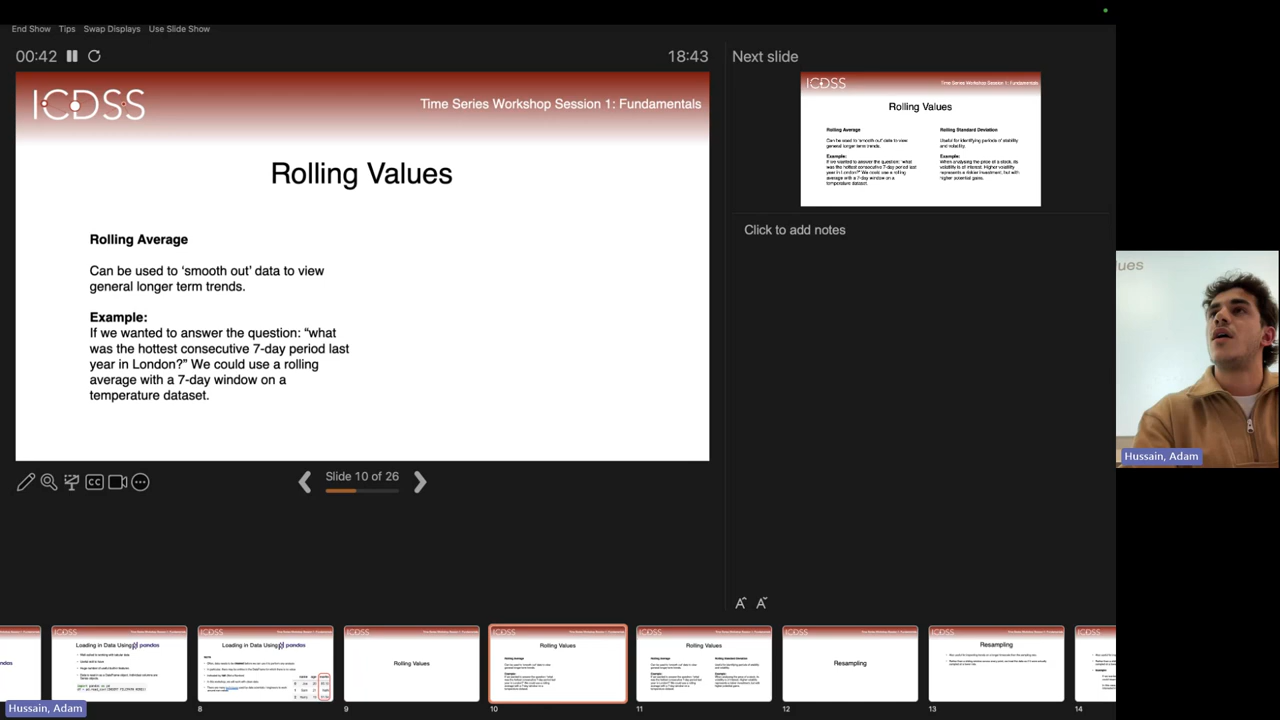 End Show Tips Swap Displays Use Slide Show
00:42
18:43
Next slide
ICDSS
Time Series Workshop Session 1: Fundamentals
Rolling Values
Rolling Average
Can be used to ‘smooth out’ data to view
general longer term trends.
Example:
If we wanted to answer the question: “what
was the hottest consecutive 7-day period last
year in London?” We could use a rolling
average with a 7-day window on a
temperature dataset.
ICDSS
Time Series Workshop Session 1: Fundamentals
Rolling Values
Rolling Average
Can be used to ‘smooth out’ data to view
general longer term trends.
Example:
If we wanted to answer the question: “what
was the hottest consecutive 7-day period last
year in London?” We could use a rolling
average with a 7-day window on a
temperature dataset.
Rolling Standard Deviation
Useful for identifying periods of stability
and volatility.
Example:
When analysing the price of a stock, its
volatility is of interest. Higher volatility
represents a riskier investment, but with
higher potential gains.
Click to add notes
Slide 10 of 26
CC
Hussain, Adam
Loading in Data Using pandas
Loading in Data Using pandas
Rolling Values
Rolling Values
Rolling Values
Resampling
Resampling
8
9
10
11
12
13
14
Hussain, Adam